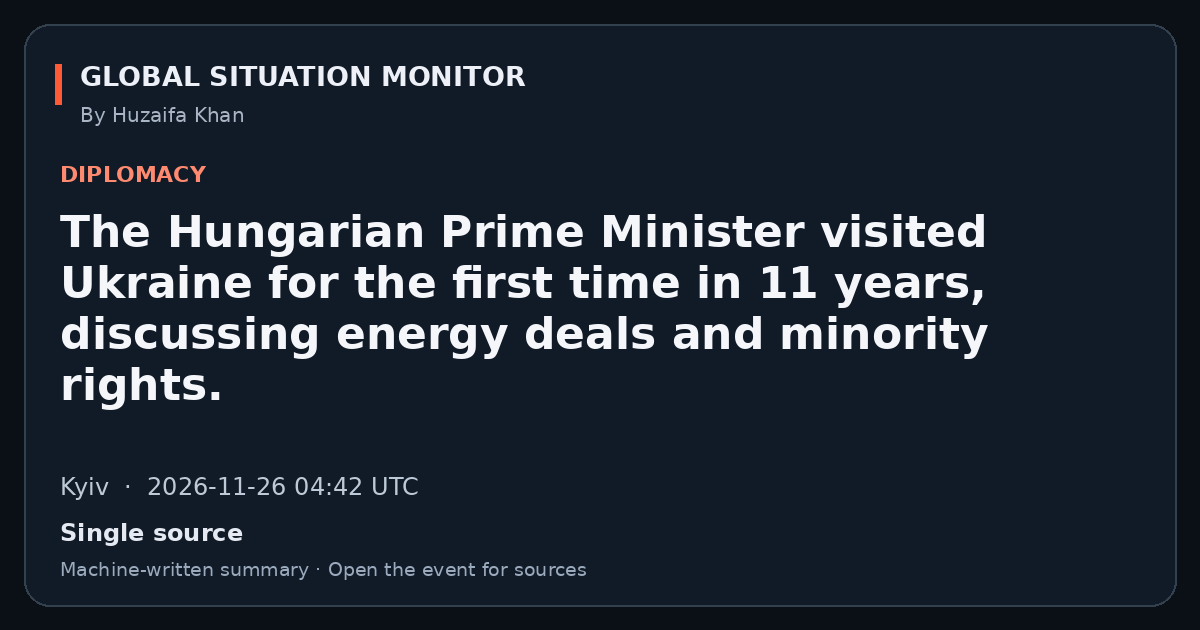 GLOBAL SITUATION MONITOR
By Huzaifa Khan
DIPLOMACY
The Hungarian Prime Minister visited
Ukraine for the first time in 11 years,
discussing energy deals and minority
rights.
Kyiv · 2026-11-26 04:42 UTC
Single source
Machine-written summary · Open the event for sources